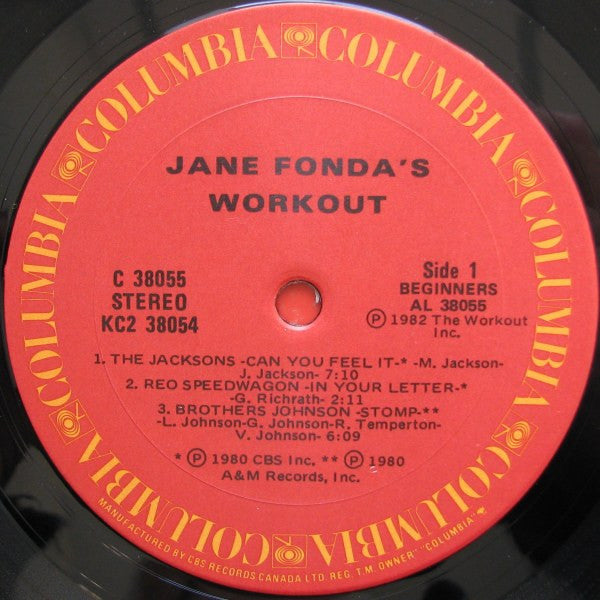 COLUMBIA COLUMBIA COLUMBIA COLUMBIA COLUMBIA COLUMBIA
JANE FONDA'S
WORKOUT
C 38055
STEREO
KC2 38054
Side 1
BEGINNERS
AL 38055
℗ 1982 The Workout
Inc.
1. THE JACKSONS -CAN YOU FEEL IT-* -M. Jackson-
J. Jackson- 7:10
2. REO SPEEDWAGON -IN YOUR LETTER-*
-G. Richrath- 2:11
3. BROTHERS JOHNSON -STOMP-**
-L. Johnson-G. Johnson-R. Temperton-
V. Johnson- 6:09
* ℗ 1980 CBS Inc. ** ℗ 1980
A&M Records, Inc.
MANUFACTURED BY CBS RECORDS CANADA LTD. REG. T.M. OWNER "COLUMBIA"